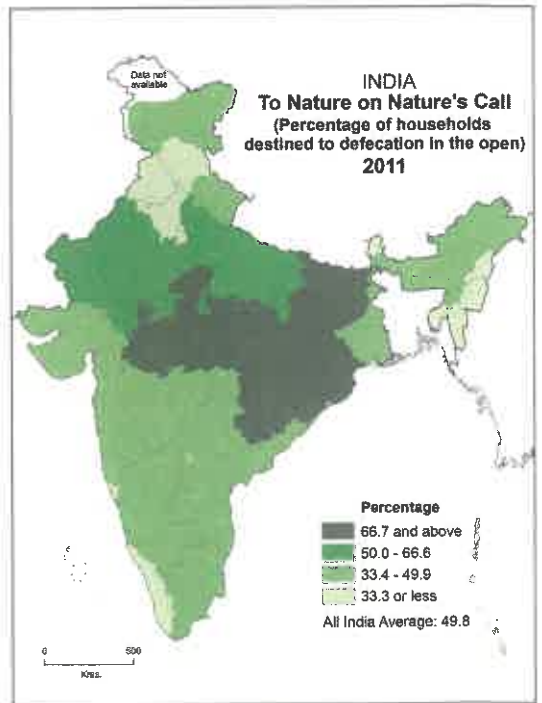 Data not
available
INDIA
To Nature on Nature's Call
(Percentage of households
destined to defecation in the open)
2011
Percentage
66.7 and above
50.0 - 66.6
33.4 - 49.9
33.3 or less
All India Average: 49.8
0 500
Kms.